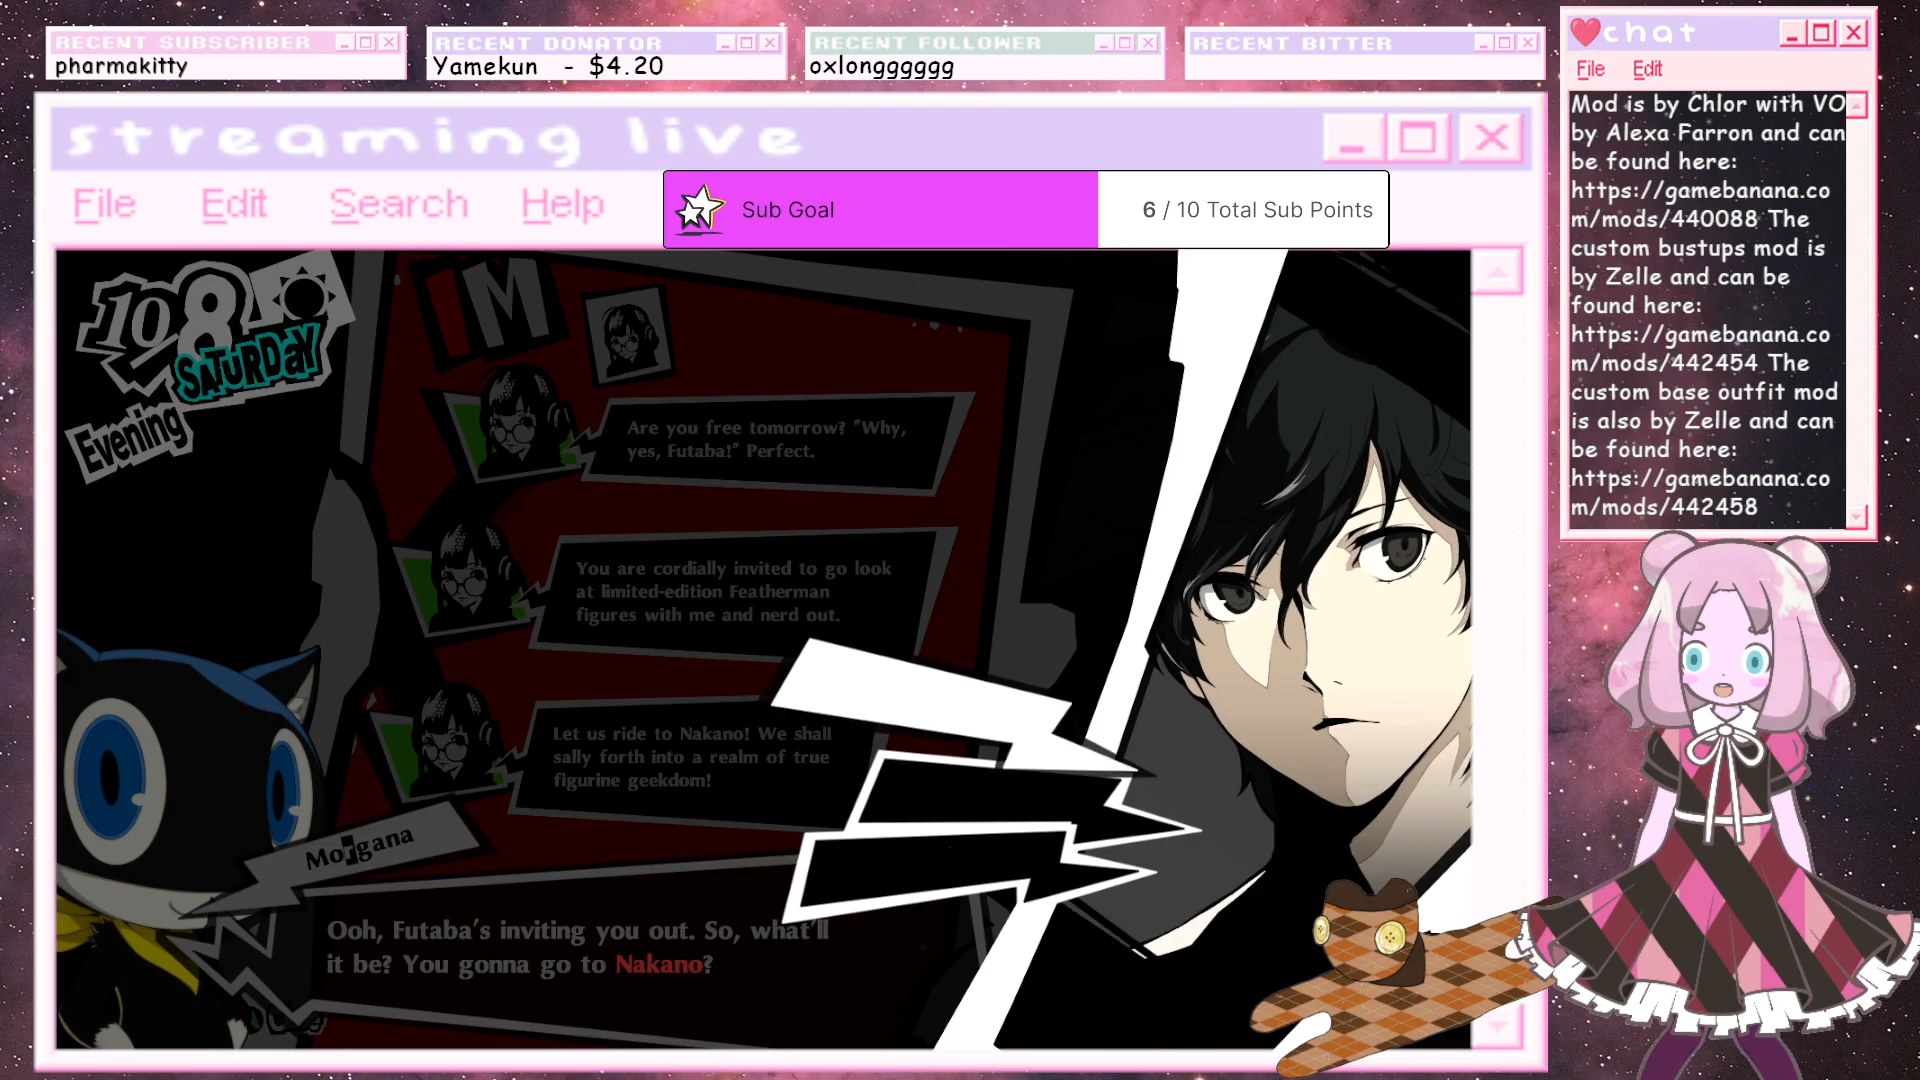 RECENT SUBSCRIBER
pharmakitty
RECENT DONATOR
Yamekun - $4.20
RECENT FOLLOWER
oxlongggggg
RECENT BITTER
chat
File Edit
Mod is by Chlor with VO
by Alexa Farron and can
be found here:
https://gamebanana.co
m/mods/440088 The
custom bustups mod is
by Zelle and can be
found here:
https://gamebanana.co
m/mods/442454 The
custom base outfit mod
is also by Zelle and can
be found here:
https://gamebanana.co
m/mods/442458
streaming live
File Edit Search Help
Sub Goal
6 / 10 Total Sub Points
10 8
SATURDAY
Evening
IM
Are you free tomorrow? "Why,
yes, Futaba!" Perfect.
You are cordially invited to go look
at limited-edition Featherman
figures with me and nerd out.
Let us ride to Nakano! We shall
sally forth into a realm of true
figurine geekdom!
Morgana
Ooh, Futaba's inviting you out. So, what'll
it be? You gonna go to Nakano?